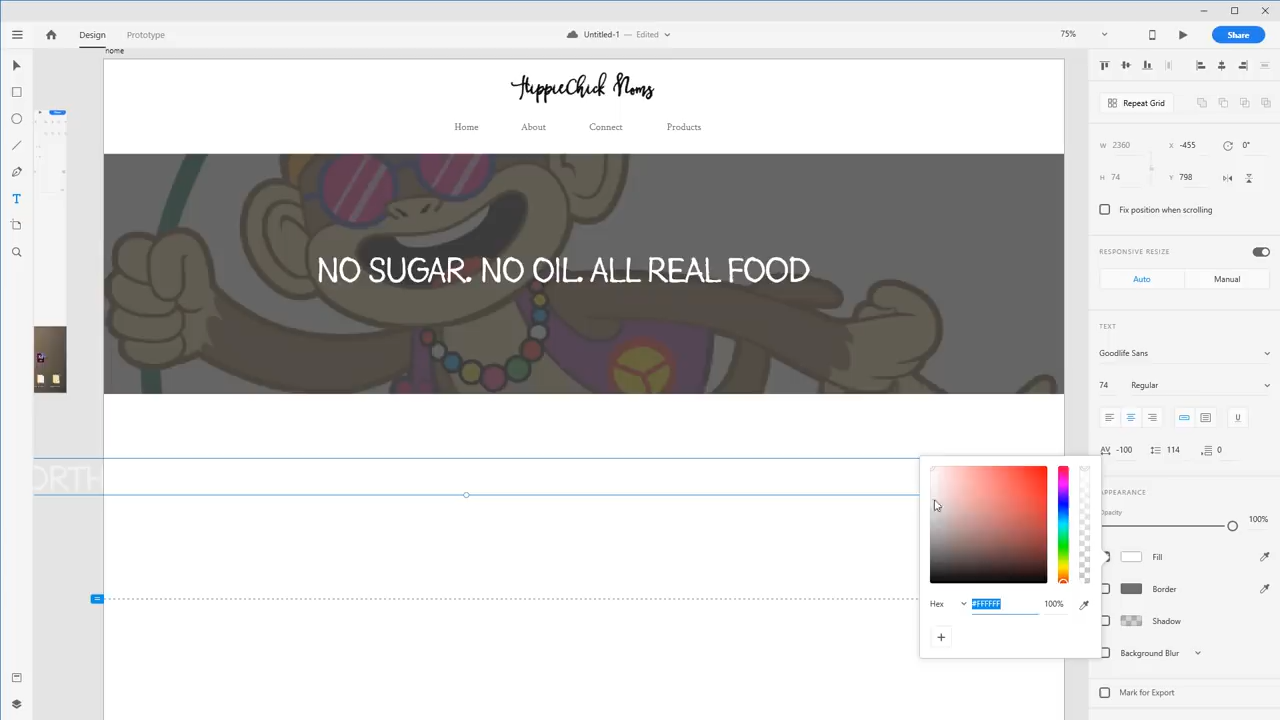 Design
Prototype
Untitled-1 — Edited
75%
Share
home
HippieChick Noms
Home
About
Connect
Products
NO SUGAR. NO OIL. ALL REAL FOOD
ORTH
Repeat Grid
W 2360
X -455
0°
H 74
Y 798
Fix position when scrolling
RESPONSIVE RESIZE
Auto
Manual
TEXT
Goodlife Sans
74
Regular
AV -100
114
0
APPEARANCE
Opacity
100%
Fill
Border
Shadow
Background Blur
Mark for Export
Hex
#FFFFFF
100%
+